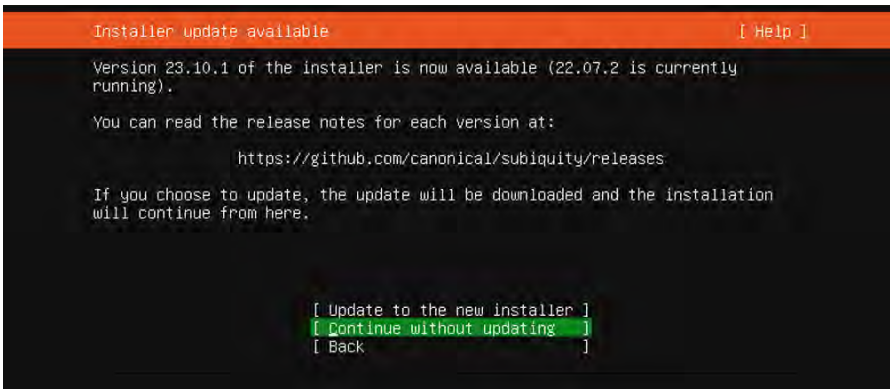 Installer update available [ Help ]
Version 23.10.1 of the installer is now available (22.07.2 is currently
running).
You can read the release notes for each version at:
https://github.com/canonical/subiquity/releases
If you choose to update, the update will be downloaded and the installation
will continue from here.
[ Update to the new installer ]
[ Continue without updating ]
[ Back ]